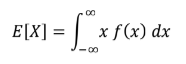 E[X] = ∫_{-∞}^{∞} x f(x) dx